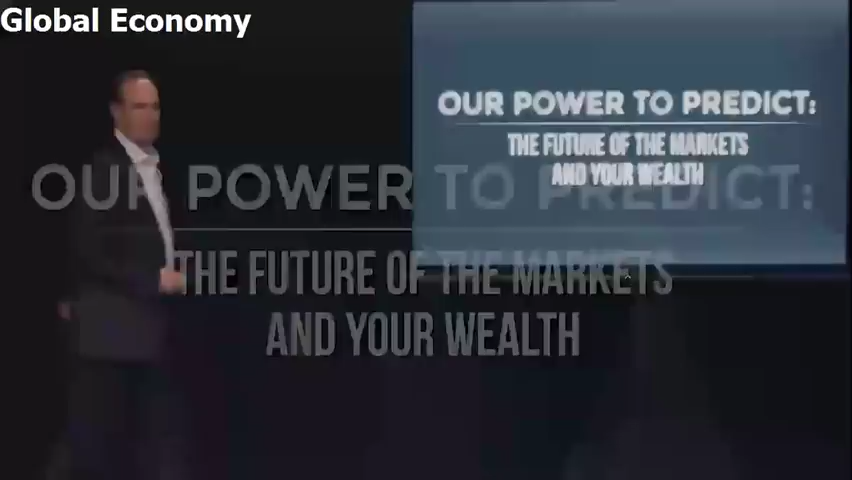 Global Economy
OUR POWER TO PREDICT:
THE FUTURE OF THE MARKETS
AND YOUR WEALTH
OUR POWER TO PREDICT:
THE FUTURE OF THE MARKETS
AND YOUR WEALTH